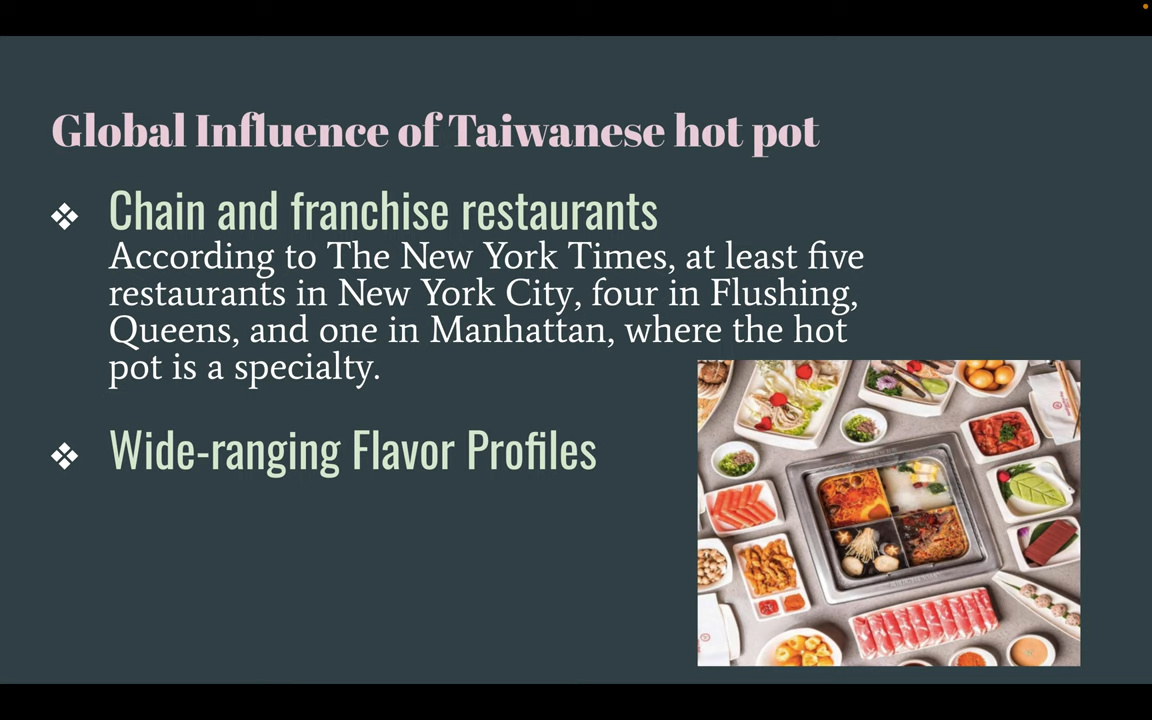 Global Influence of Taiwanese hot pot
❖ Chain and franchise restaurants
According to The New York Times, at least five
restaurants in New York City, four in Flushing,
Queens, and one in Manhattan, where the hot
pot is a specialty.
❖ Wide-ranging Flavor Profiles